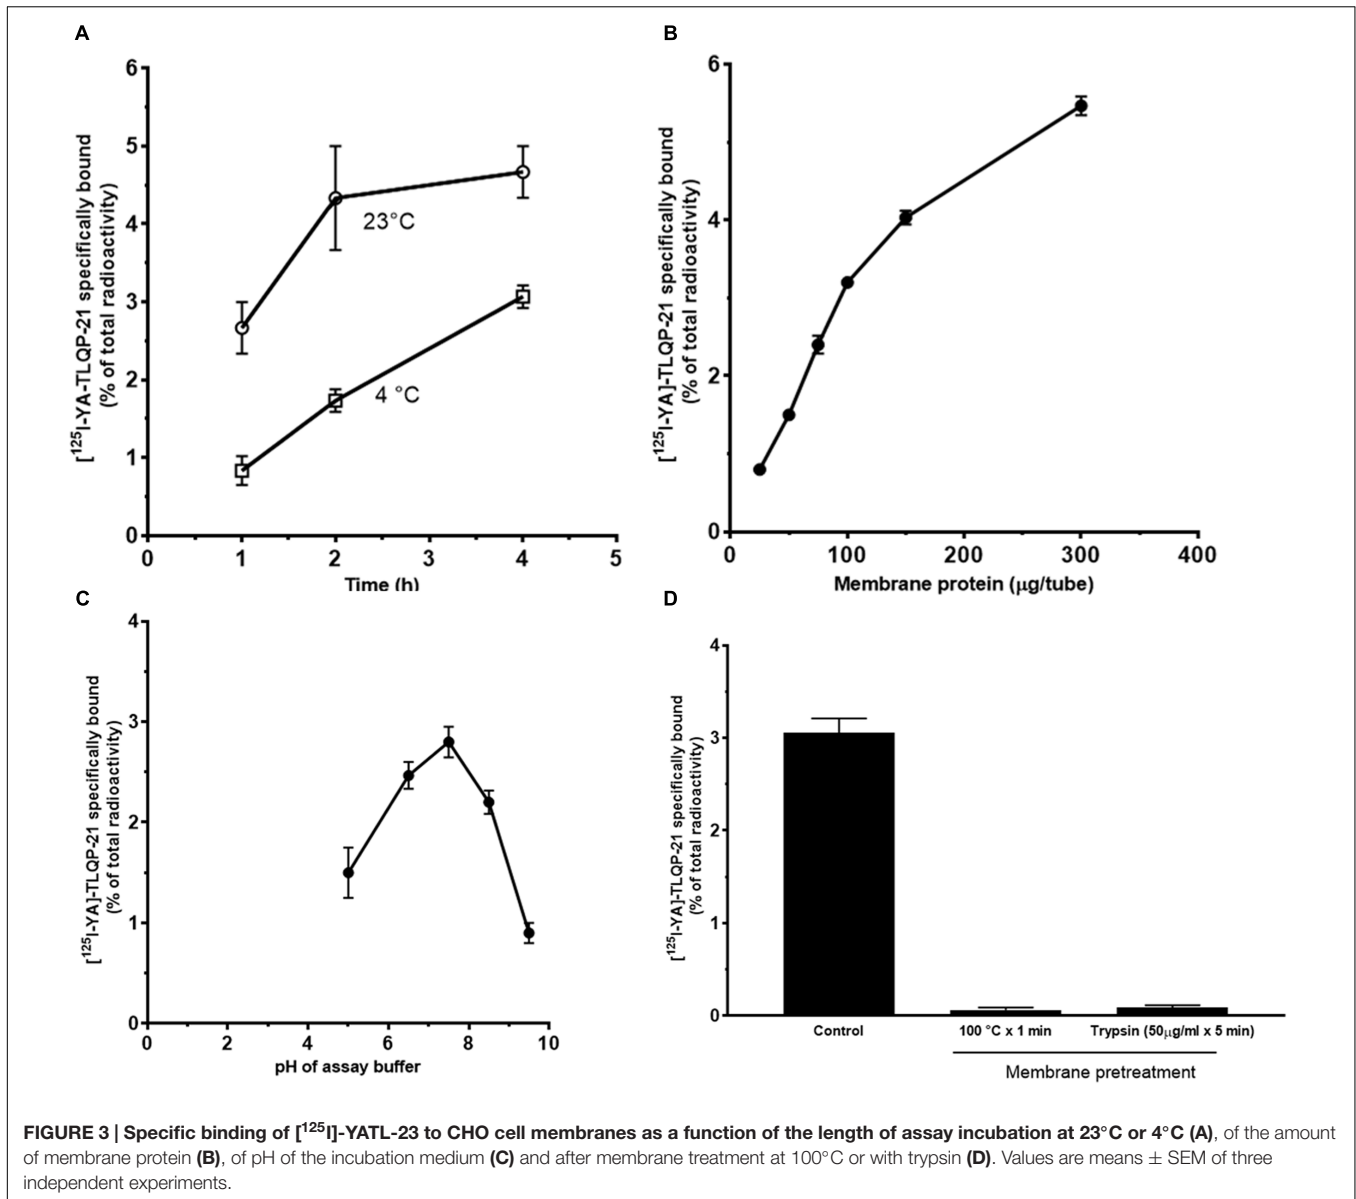 A
6
5
4
3
2
1
0
[125I-YA-TLQP-21 specifically bound
(% of total radioactivity)
23°C
4 °C
0 1 2 3 4 5
Time (h)
B
6
4
2
0
[125I-YA]-TLQP-21 specifically bound
(% of total radioactivity)
0 100 200 300 400
Membrane protein (μg/tube)
C
4
3
2
1
0
[125I-YA]-TLQP-21 specifically bound
(% of total radioactivity)
0 2 4 6 8 10
pH of assay buffer
D
4
3
2
1
0
[125I-YA]-TLQP-21 specifically bound
(% of total radioactivity)
Control 100 °C x 1 min Trypsin (50μg/ml x 5 min)
Membrane pretreatment
FIGURE 3 | Specific binding of [125I]-YATL-23 to CHO cell membranes as a function of the length of assay incubation at 23°C or 4°C (A), of the amount
of membrane protein (B), of pH of the incubation medium (C) and after membrane treatment at 100°C or with trypsin (D). Values are means ± SEM of three
independent experiments.